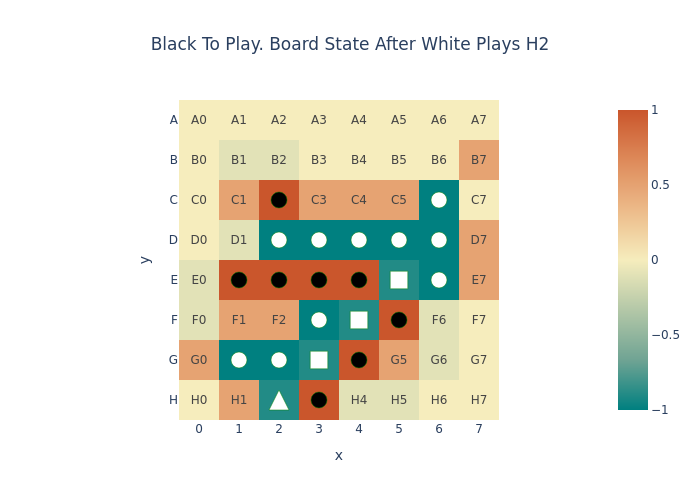 Black To Play. Board State After White Plays H2
A A0 A1 A2 A3 A4 A5 A6 A7
B B0 B1 B2 B3 B4 B5 B6 B7
C C0 C1 C3 C4 C5 C7
D D0 D1 D7
E E0 E7
F F0 F1 F2 F6 F7
G G0 G5 G6 G7
H H0 H1 H4 H5 H6 H7
0 1 2 3 4 5 6 7
x
y
1
0.5
0
−0.5
−1